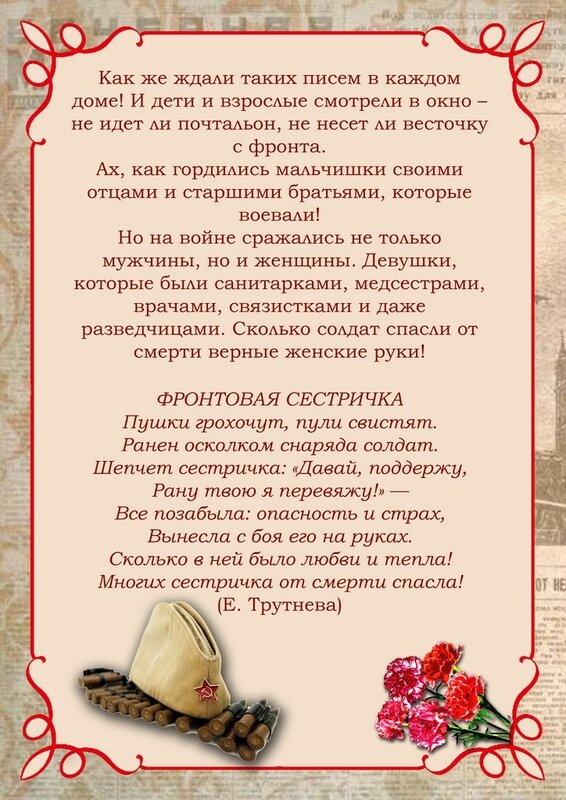 Как же ждали таких писем в каждом
доме! И дети и взрослые смотрели в окно –
не идет ли почтальон, не несет ли весточку
с фронта.
Ах, как гордились мальчишки своими
отцами и старшими братьями, которые
воевали!
Но на войне сражались не только
мужчины, но и женщины. Девушки,
которые были санитарками, медсестрами,
врачами, связистками и даже
разведчицами. Сколько солдат спасли от
смерти верные женские руки!
ФРОНТОВАЯ СЕСТРИЧКА
Пушки грохочут, пули свистят.
Ранен осколком снаряда солдат.
Шепчет сестричка: «Давай, поддержу,
Рану твою я перевяжу!» —
Все позабыла: опасность и страх,
Вынесла с боя его на руках.
Сколько в ней было любви и тепла!
Многих сестричка от смерти спасла!
(Е. Трутнева)